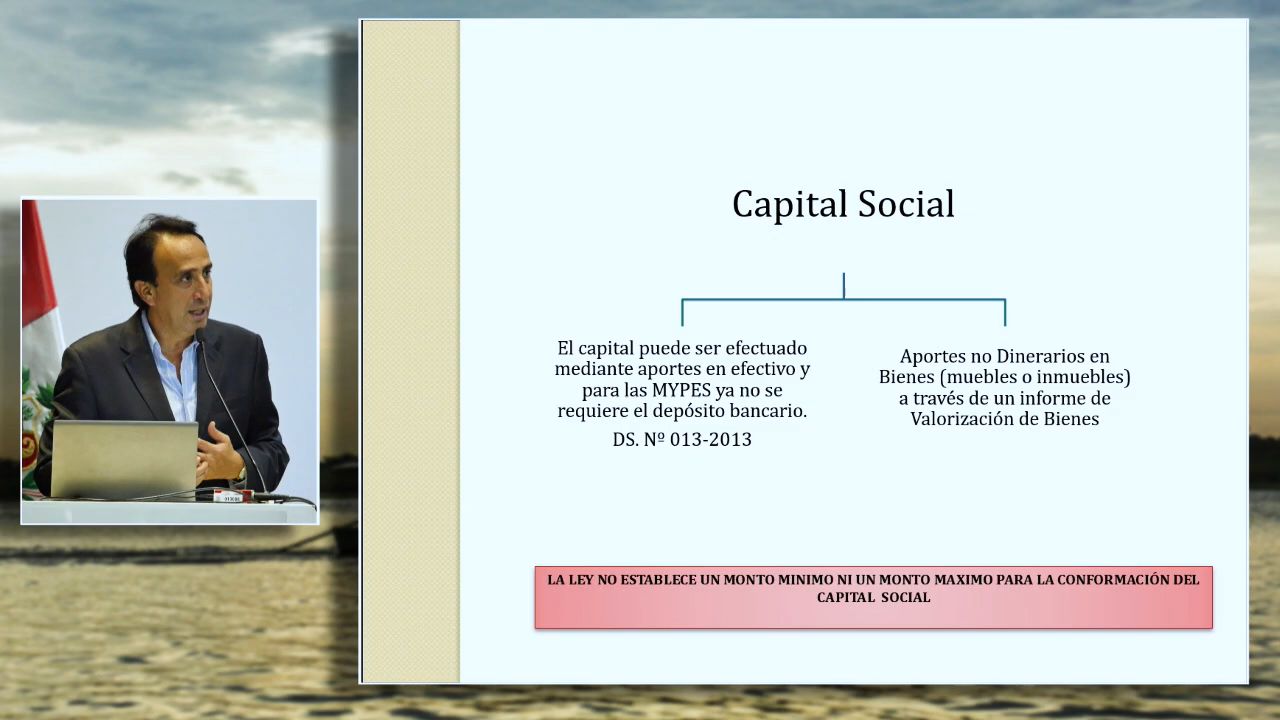 Capital Social
El capital puede ser efectuado
mediante aportes en efectivo y
para las MYPES ya no se
requiere el depósito bancario.
DS. Nº 013-2013
Aportes no Dinerarios en
Bienes (muebles o inmuebles)
a través de un informe de
Valorización de Bienes
LA LEY NO ESTABLECE UN MONTO MINIMO NI UN MONTO MAXIMO PARA LA CONFORMACIÓN DEL
CAPITAL SOCIAL